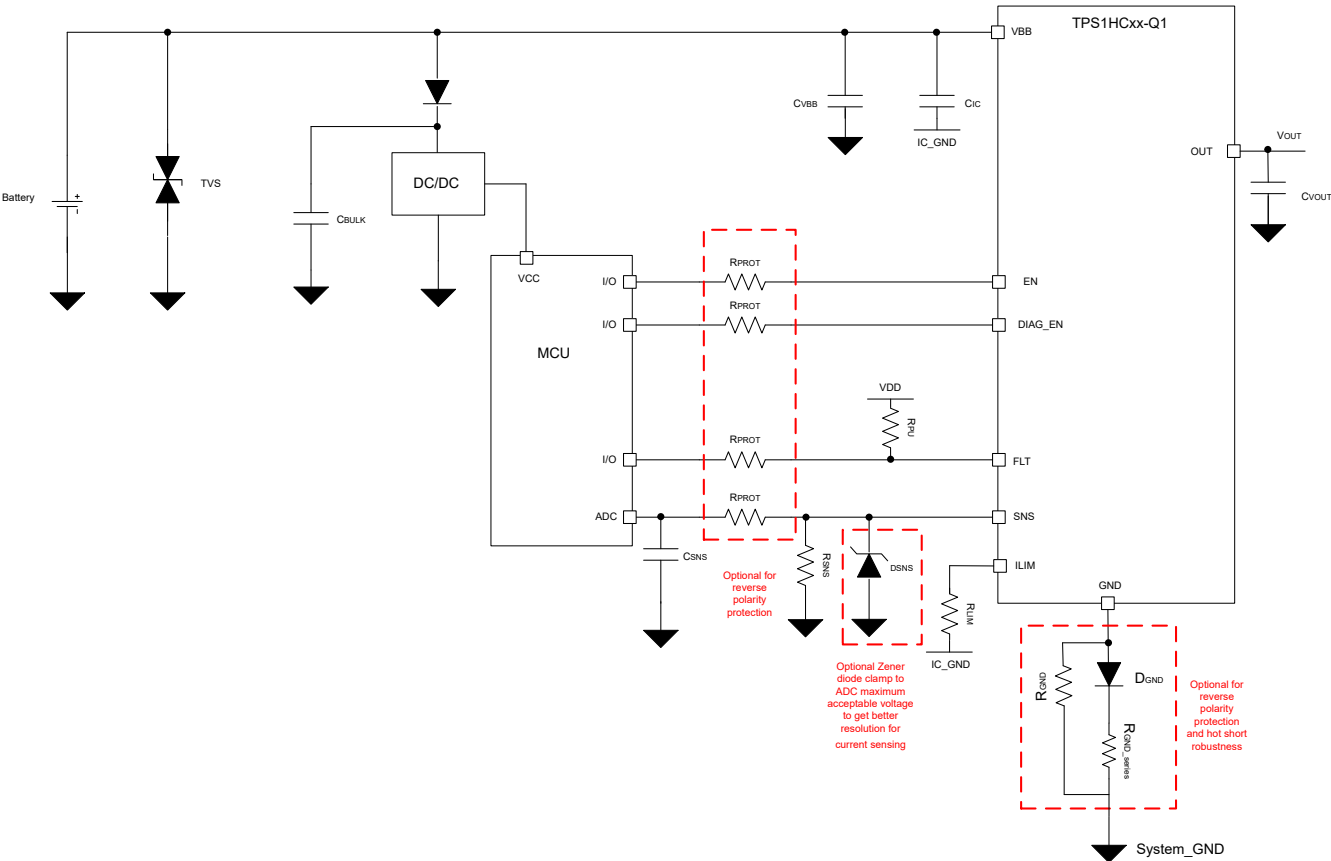 TPS1HCxx-Q1
VBB
CVBB
CIC
IC_GND
VOUT
OUT
CVOUT
Battery
+
-
TVS
DC/DC
CBULK
VCC
I/O
RPROT
EN
I/O
RPROT
DIAG_EN
MCU
VDD
RPU
I/O
RPROT
FLT
ADC
RPROT
SNS
CSNS
RSNS
DSNS
ILIM
RLIM
IC_GND
GND
Optional for
reverse
polarity
protection
Optional Zener
diode clamp to
ADC maximum
acceptable voltage
to get better
resolution for
current sensing
RGND
DGND
RGND_series
Optional for
reverse
polarity
protection
and hot short
robustness
System_GND